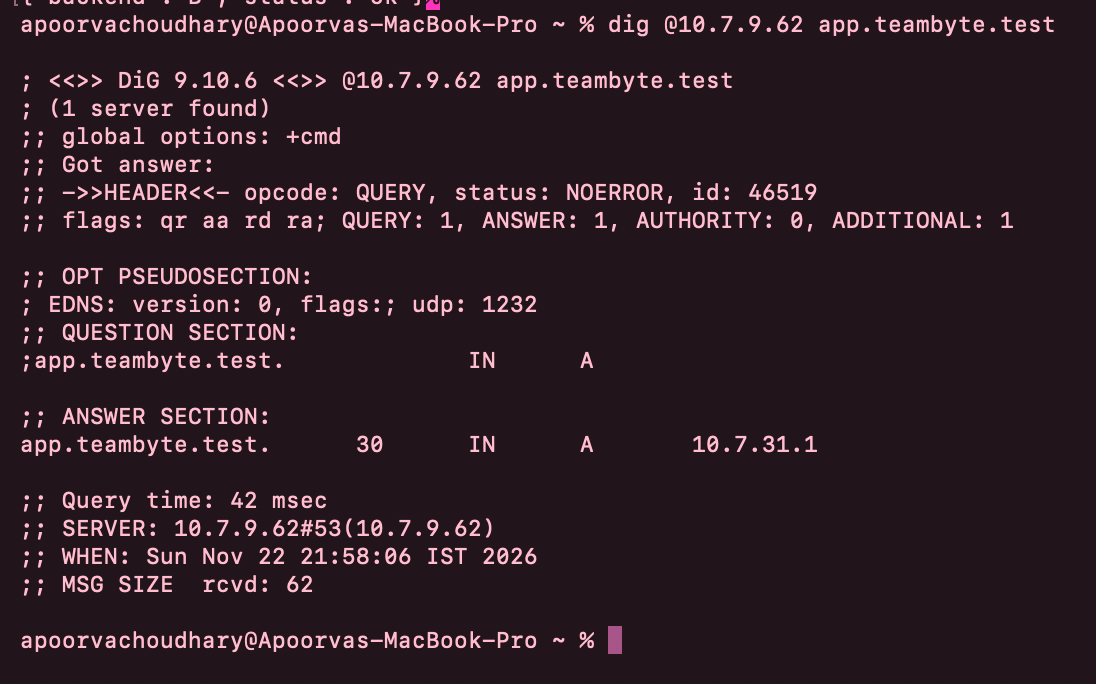 apoorvachoudhary@Apoorvas-MacBook-Pro ~ % dig @10.7.9.62 app.teambyte.test
; <<>> DiG 9.10.6 <<>> @10.7.9.62 app.teambyte.test
; (1 server found)
;; global options: +cmd
;; Got answer:
;; ->>HEADER<<- opcode: QUERY, status: NOERROR, id: 46519
;; flags: qr aa rd ra; QUERY: 1, ANSWER: 1, AUTHORITY: 0, ADDITIONAL: 1
;; OPT PSEUDOSECTION:
; EDNS: version: 0, flags:; udp: 1232
;; QUESTION SECTION:
;app.teambyte.test. IN A
;; ANSWER SECTION:
app.teambyte.test. 30 IN A 10.7.31.1
;; Query time: 42 msec
;; SERVER: 10.7.9.62#53(10.7.9.62)
;; WHEN: Sun Nov 22 21:58:06 IST 2026
;; MSG SIZE rcvd: 62
apoorvachoudhary@Apoorvas-MacBook-Pro ~ %